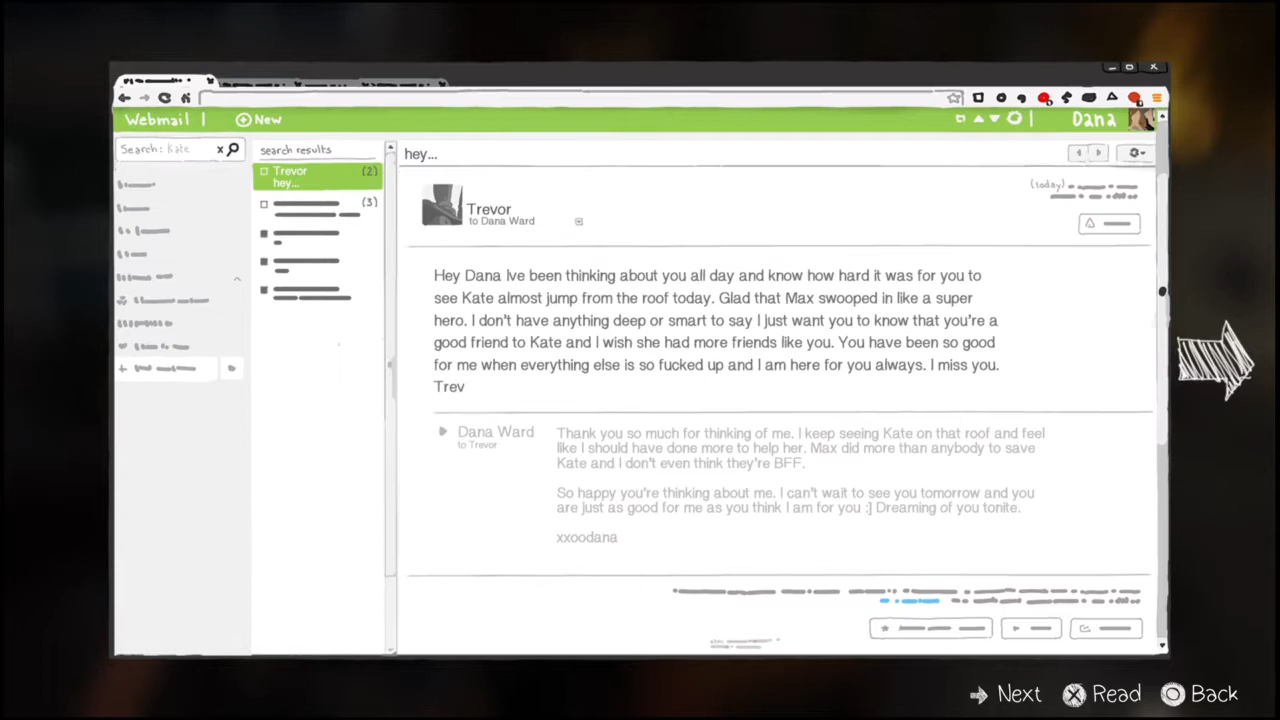 Webmail | New Dana
Search: Kate x
search results
hey...
Trevor (2)
hey...
(3)
(today)
Trevor
to Dana Ward
Hey Dana Ive been thinking about you all day and know how hard it was for you to
see Kate almost jump from the roof today. Glad that Max swooped in like a super
hero. I don't have anything deep or smart to say I just want you to know that you're a
good friend to Kate and I wish she had more friends like you. You have been so good
for me when everything else is so fucked up and I am here for you always. I miss you.
Trev
Dana Ward
to Trevor
Thank you so much for thinking of me. I keep seeing Kate on that roof and feel
like I should have done more to help her. Max did more than anybody to save
Kate and I don't even think they're BFF.
So happy you're thinking about me. I can't wait to see you tomorrow and you
are just as good for me as you think I am for you :] Dreaming of you tonite.
xxoodana
Next Read Back